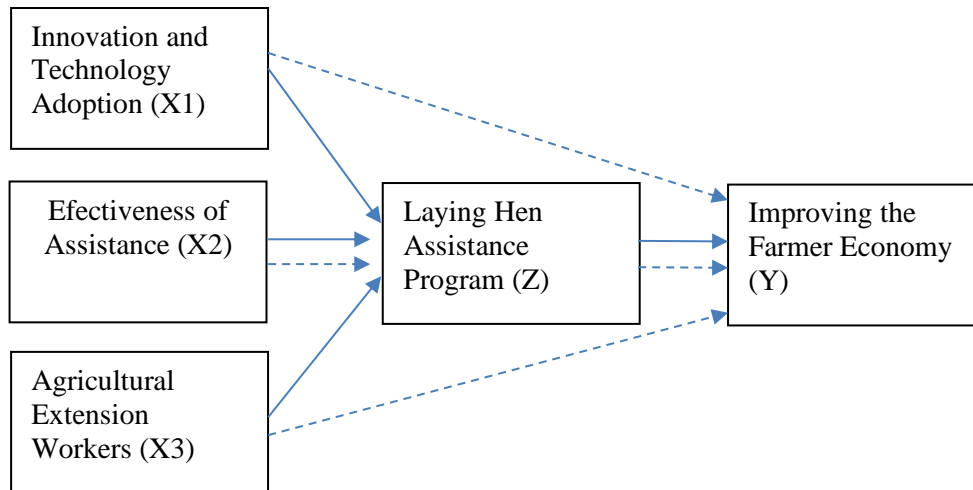 Innovation and
Technology
Adoption (X1)
Efectiveness of
Assistance (X2)
Agricultural
Extension
Workers (X3)
Laying Hen
Assistance
Program (Z)
Improving the
Farmer Economy
(Y)